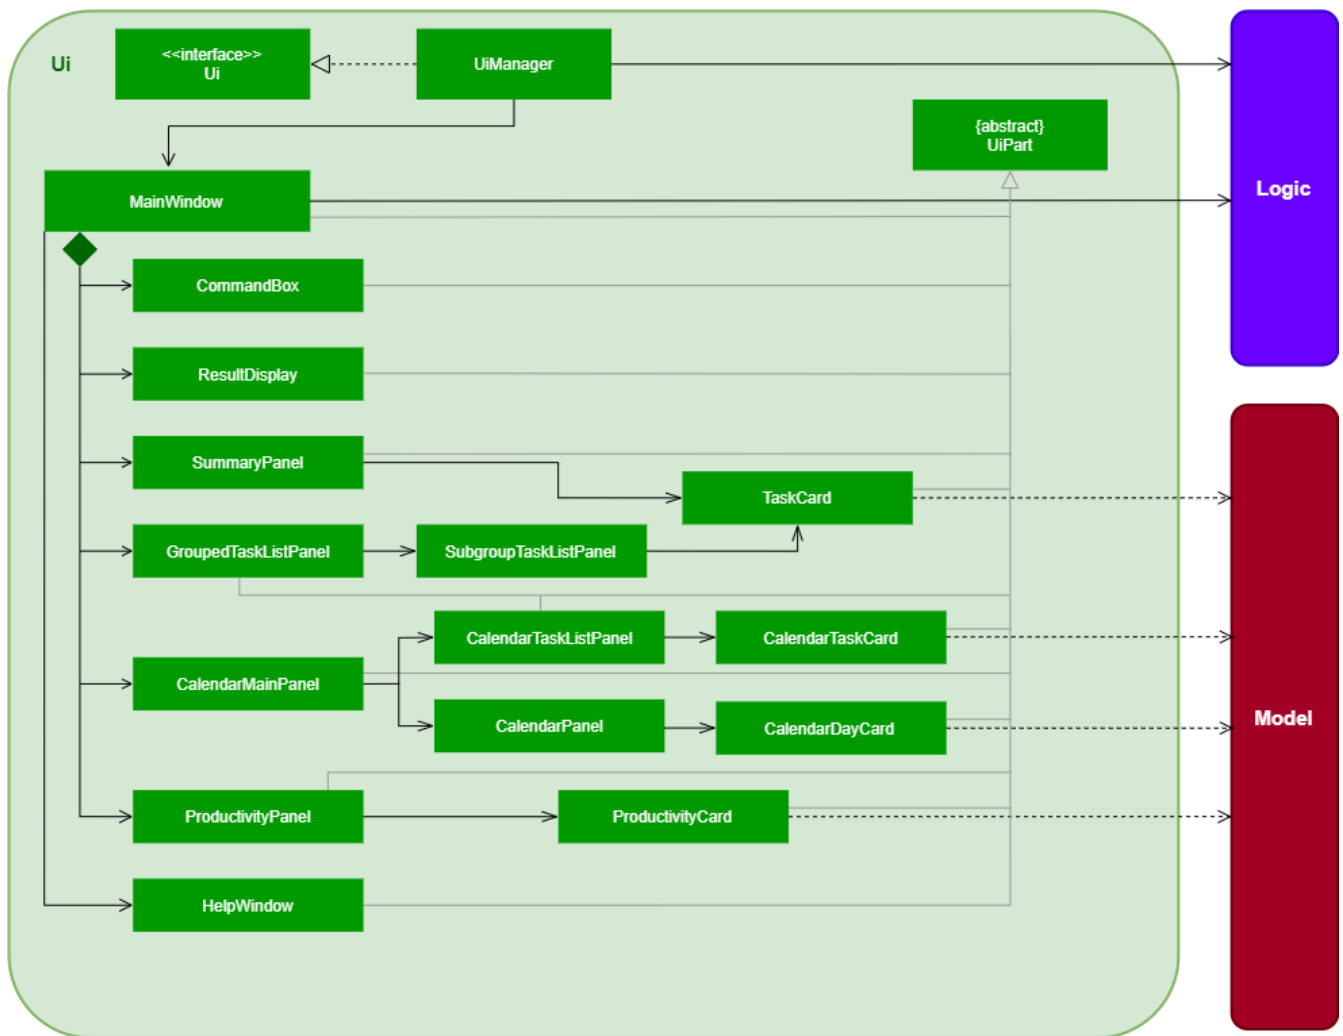 Ui
<<interface>>
Ui
UiManager
{abstract}
UiPart
MainWindow
Logic
CommandBox
ResultDisplay
SummaryPanel
TaskCard
GroupedTaskListPanel
SubgroupTaskListPanel
CalendarTaskListPanel
CalendarTaskCard
CalendarMainPanel
CalendarPanel
CalendarDayCard
Model
ProductivityPanel
ProductivityCard
HelpWindow